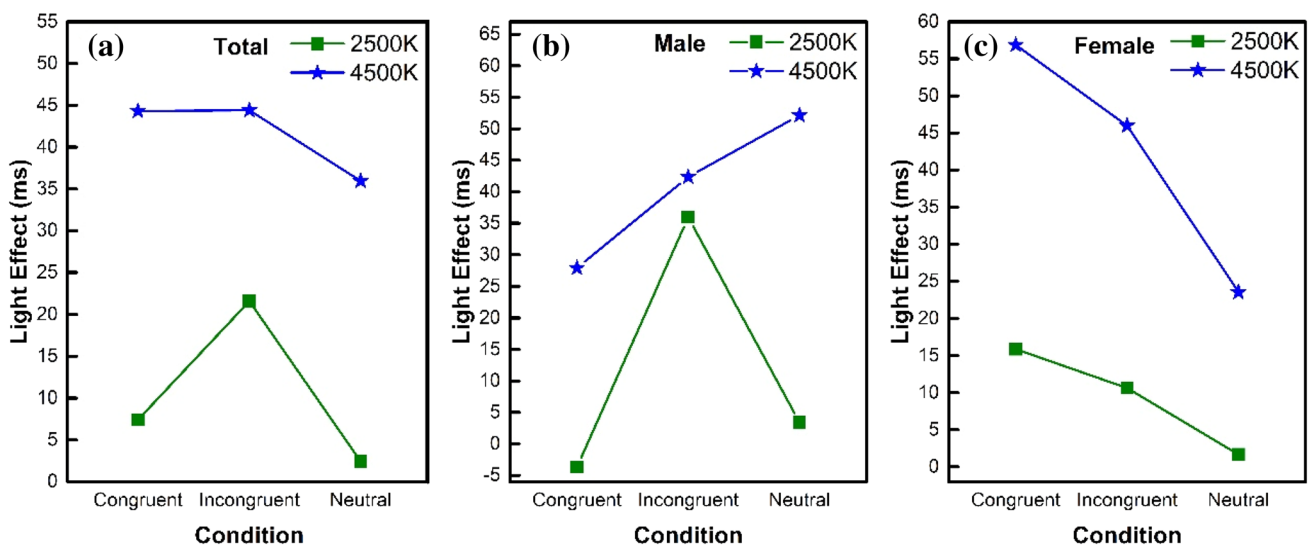 (a) Total 2500K
4500K
Light Effect (ms)
55
50
45
40
35
30
25
20
15
10
5
0
Congruent Incongruent Neutral
Condition
(b) Male 2500K
4500K
Light Effect (ms)
65
60
55
50
45
40
35
30
25
20
15
10
5
0
-5
Congruent Incongruent Neutral
Condition
(c) Female 2500K
4500K
Light Effect (ms)
60
55
50
45
40
35
30
25
20
15
10
5
0
Congruent Incongruent Neutral
Condition